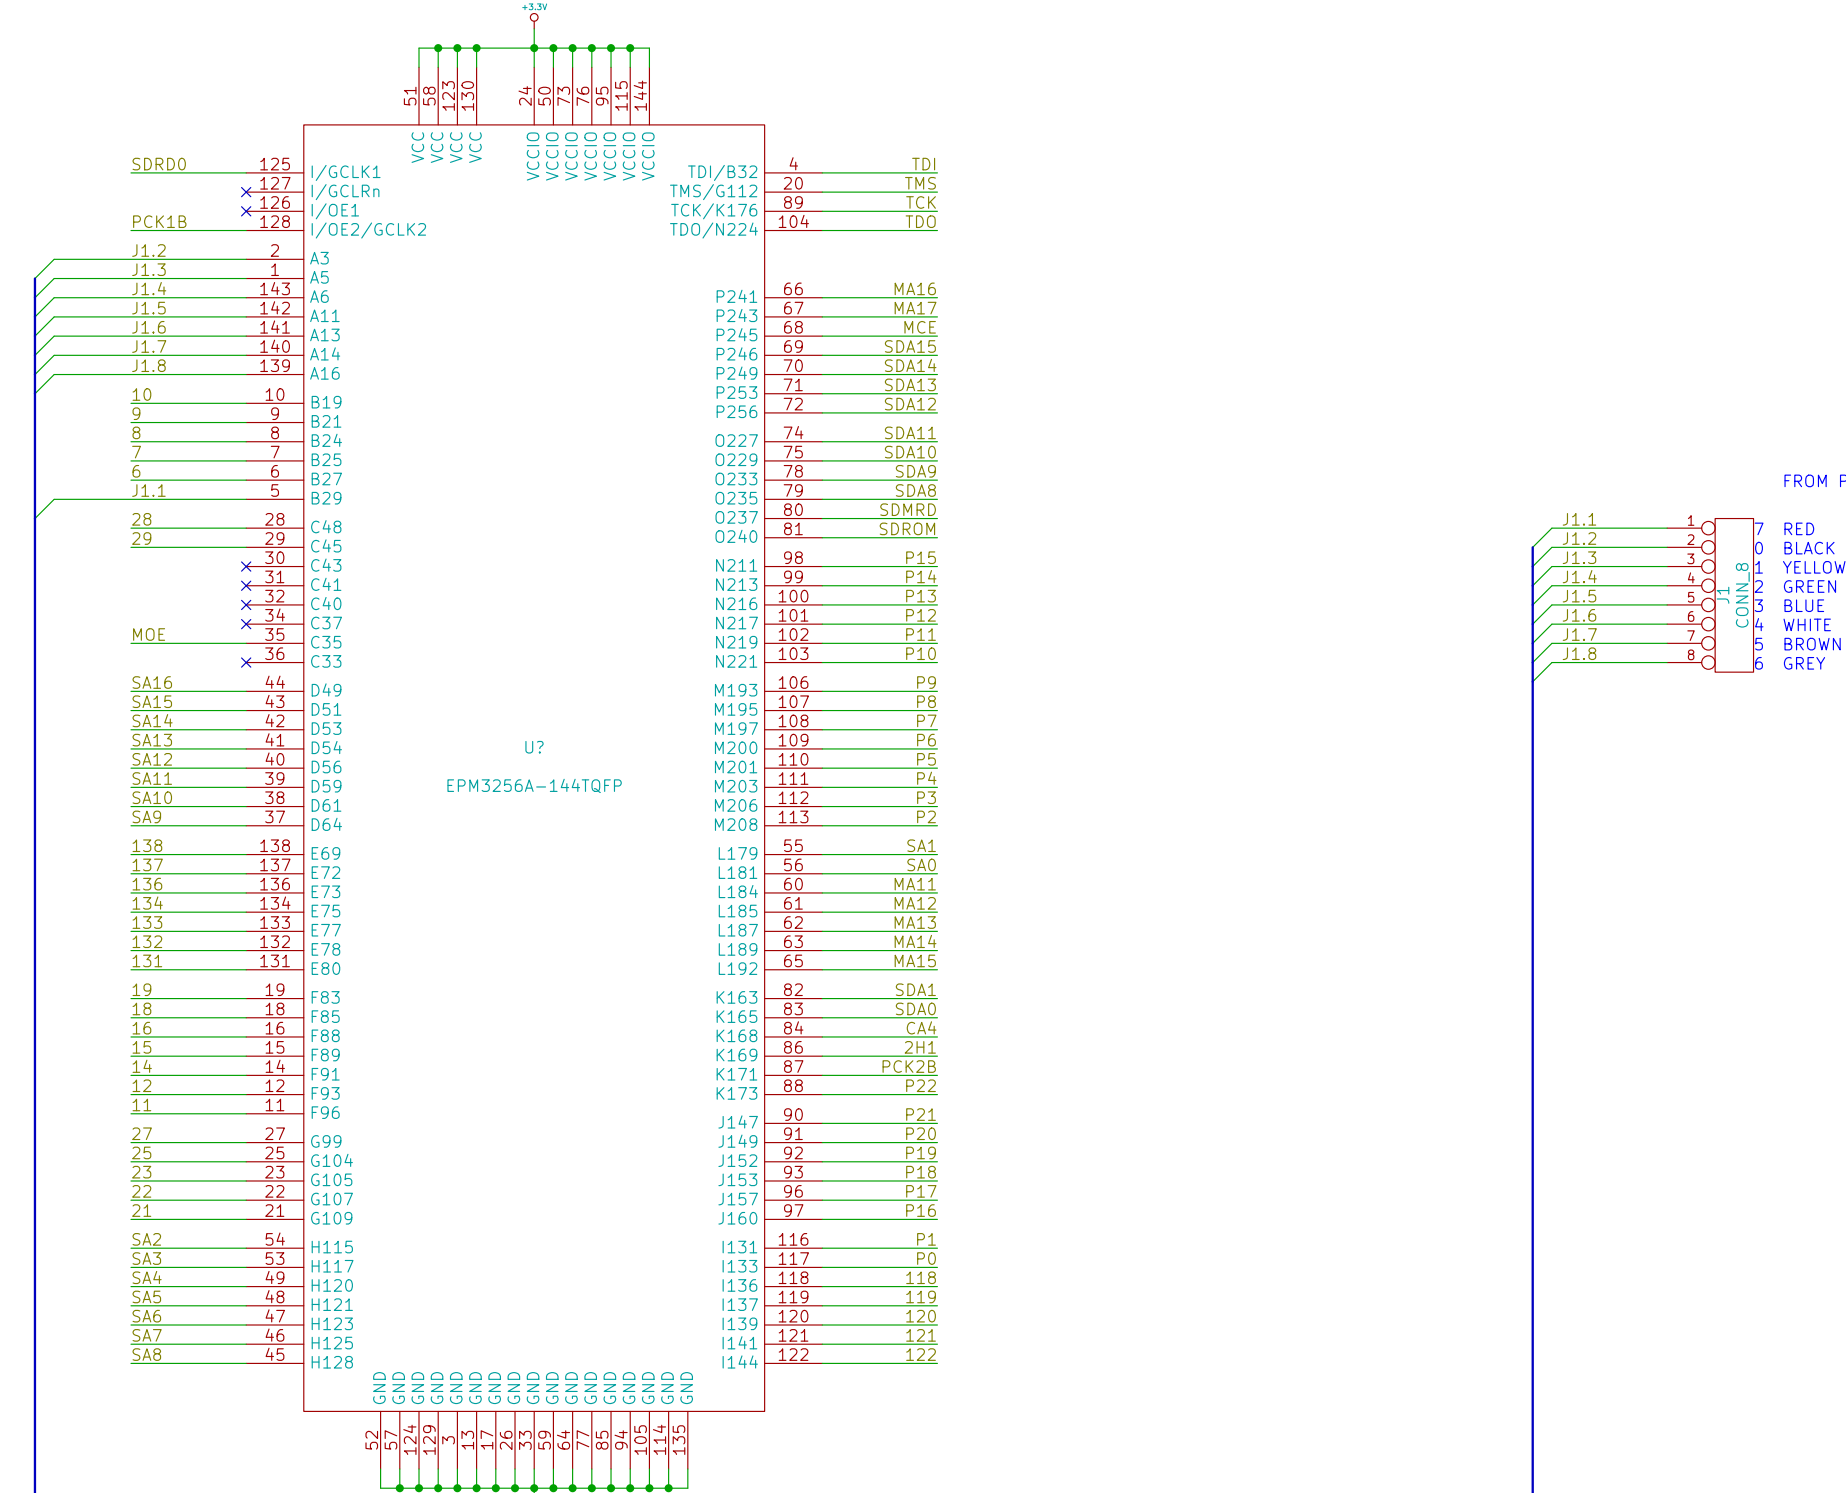 +3.3V
51 58 123 130 24 50 73 76 95 115 144
VCC VCC VCC VCC VCCIO VCCIO VCCIO VCCIO VCCIO VCCIO VCCIO
SDRD0 125 I/GCLK1 TDI/B32 4 TDI
127 I/GCLRn TMS/G112 20 TMS
126 I/OE1 TCK/K176 89 TCK
PCK1B 128 I/OE2/GCLK2 TDO/N224 104 TDO
J1.2 2 A3
J1.3 1 A5
J1.4 143 A6 P241 66 MA16
J1.5 142 A11 P243 67 MA17
J1.6 141 A13 P245 68 MCE
J1.7 140 A14 P246 69 SDA15
J1.8 139 A16 P249 70 SDA14
P253 71 SDA13
10 10 B19 P256 72 SDA12
9 9 B21
8 8 B24 O227 74 SDA11
7 7 B25 O229 75 SDA10
6 6 B27 O233 78 SDA9
J1.1 5 B29 O235 79 SDA8
O237 80 SDMRD
28 28 C48 O240 81 SDROM
29 29 C45
30 C43 N211 98 P15
31 C41 N213 99 P14
32 C40 N216 100 P13
34 C37 N217 101 P12
MOE 35 C35 N219 102 P11
36 C33 N221 103 P10
SA16 44 D49 M193 106 P9
SA15 43 D51 M195 107 P8
SA14 42 D53 M197 108 P7
SA13 41 D54 M200 109 P6
SA12 40 D56 M201 110 P5
SA11 39 D59 M203 111 P4
SA10 38 D61 M206 112 P3
SA9 37 D64 M208 113 P2
U?
EPM3256A-144TQFP
138 138 E69 L179 55 SA1
137 137 E72 L181 56 SA0
136 136 E73 L184 60 MA11
134 134 E75 L185 61 MA12
133 133 E77 L187 62 MA13
132 132 E78 L189 63 MA14
131 131 E80 L192 65 MA15
19 19 F83 K163 82 SDA1
18 18 F85 K165 83 SDA0
16 16 F88 K168 84 CA4
15 15 F89 K169 86 2H1
14 14 F91 K171 87 PCK2B
12 12 F93 K173 88 P22
11 11 F96
J147 90 P21
27 27 G99 J149 91 P20
25 25 G104 J152 92 P19
23 23 G105 J153 93 P18
22 22 G107 J157 96 P17
21 21 G109 J160 97 P16
SA2 54 H115 I131 116 P1
SA3 53 H117 I133 117 P0
SA4 49 H120 I136 118 118
SA5 48 H121 I137 119 119
SA6 47 H123 I139 120 120
SA7 46 H125 I141 121 121
SA8 45 H128 I144 122 122
GND GND GND GND GND GND GND GND GND GND GND GND GND GND GND GND GND
52 57 124 129 3 13 17 26 33 59 64 77 85 94 105 114 135
FROM P
J1.1 1 7 RED
J1.2 2 0 BLACK
J1.3 3 1 YELLOW
J1.4 4 2 GREEN
J1.5 5 3 BLUE
J1.6 6 4 WHITE
J1.7 7 5 BROWN
J1.8 8 6 GREY
J1
CONN_8